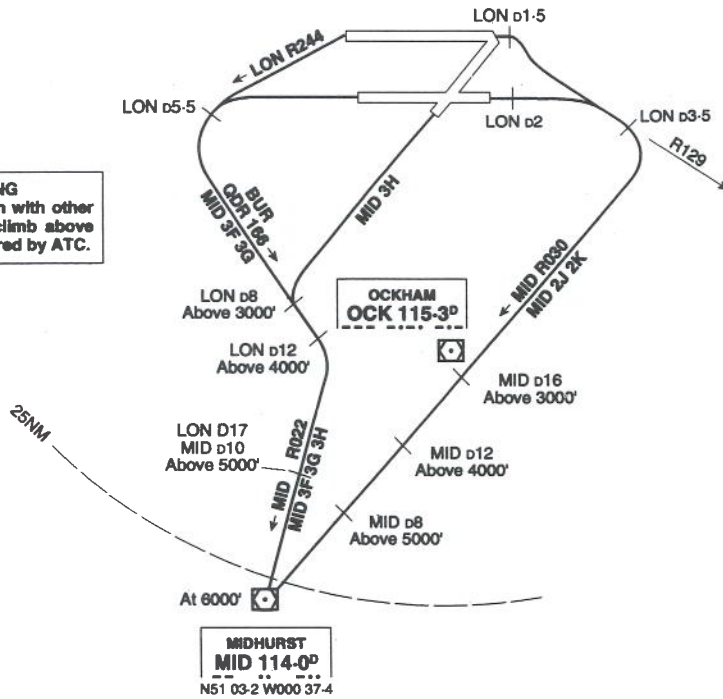 LON D1·5
← LON R244
LON D5·5
LON D2
LON D3·5
R129 →
NG
n with other
climb above
red by ATC.
BUR
QDR 166 →
MID 3F 3G
MID 3H
← MID R030
MID 2J 2K
OCKHAM
OCK 115·3D
LON D8
Above 3000'
LON D12
Above 4000'
MID D16
Above 3000'
25NM
LON D17
MID D10
Above 5000'
← MID R022
MID 3F 3G 3H
MID D12
Above 4000'
MID D8
Above 5000'
At 6000'
MIDHURST
MID 114·0D
N51 03·2 W000 37·4